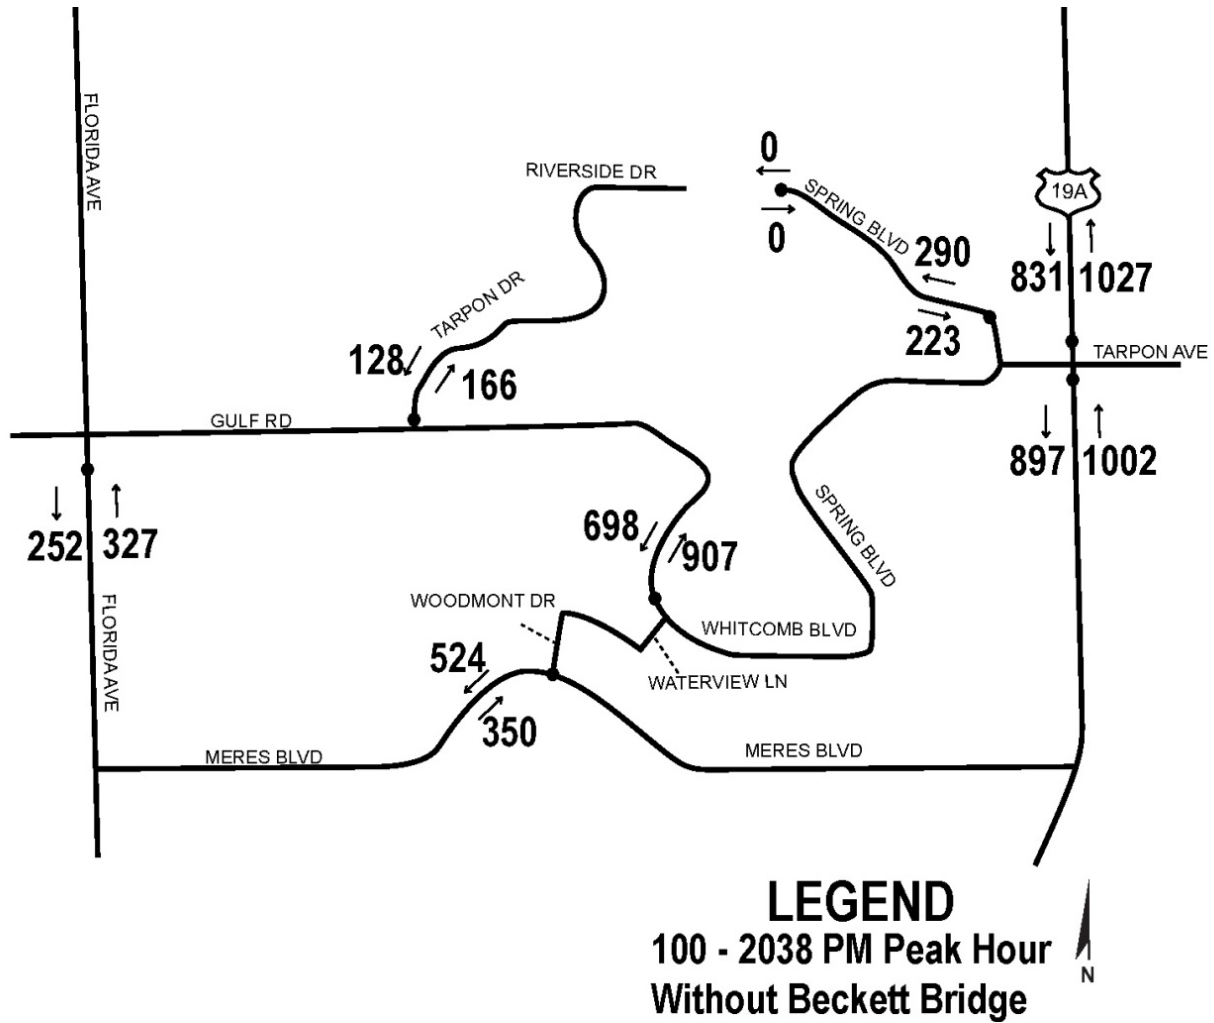 FLORIDA AVE
0
RIVERSIDE DR
SPRING BLVD
19A
0
290
831
1027
TARPON DR
223
TARPON AVE
128
166
GULF RD
897
1002
252
327
698
907
SPRING BLVD
FLORIDA AVE
WOODMONT DR
WHITCOMB BLVD
524
WATERVIEW LN
350
MERES BLVD
MERES BLVD
LEGEND
100 - 2038 PM Peak Hour
Without Beckett Bridge
N